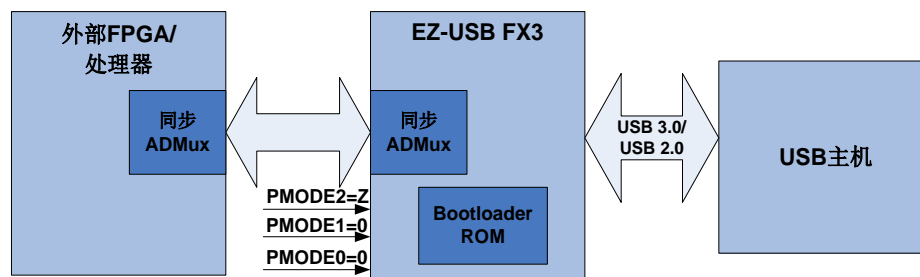 外部FPGA/
处理器
同步
ADMux
EZ-USB FX3
同步
ADMux
PMODE2=Z
PMODE1=0
PMODE0=0
Bootloader
ROM
USB 3.0/
USB 2.0
USB主机